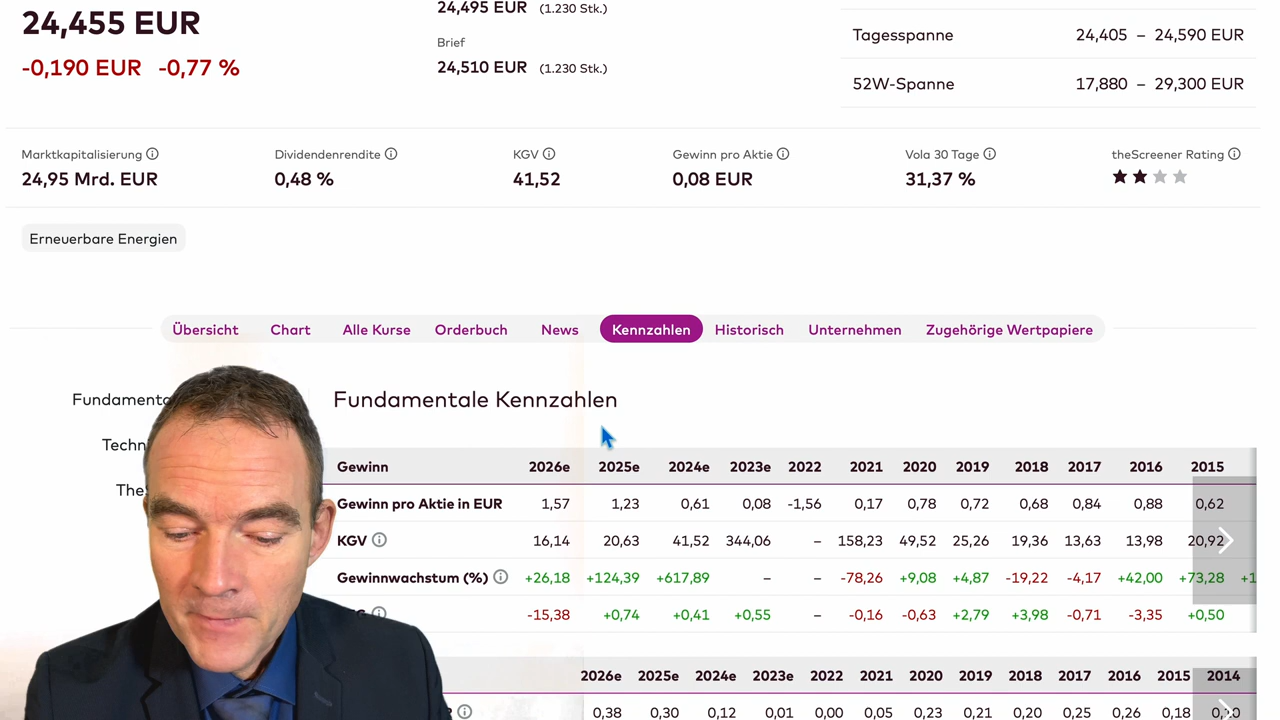 24,455 EUR
-0,190 EUR -0,77 %
24,495 EUR (1.230 Stk.)
Brief
24,510 EUR (1.230 Stk.)
Tagesspanne 24,405 – 24,590 EUR
52W-Spanne 17,880 – 29,300 EUR
Marktkapitalisierung Dividendenrendite KGV Gewinn pro Aktie Vola 30 Tage theScreener Rating
24,95 Mrd. EUR 0,48 % 41,52 0,08 EUR 31,37 %
Erneuerbare Energien
Übersicht Chart Alle Kurse Orderbuch News Kennzahlen Historisch Unternehmen Zugehörige Wertpapiere
Fundamenta
Techni
The
Fundamentale Kennzahlen
Gewinn 2026e 2025e 2024e 2023e 2022 2021 2020 2019 2018 2017 2016 2015
Gewinn pro Aktie in EUR 1,57 1,23 0,61 0,08 -1,56 0,17 0,78 0,72 0,68 0,84 0,88 0,62
KGV 16,14 20,63 41,52 344,06 – 158,23 49,52 25,26 19,36 13,63 13,98 20,92
Gewinnwachstum (%) +26,18 +124,39 +617,89 – – -78,26 +9,08 +4,87 -19,22 -4,17 +42,00 +73,28 +1
-15,38 +0,74 +0,41 +0,55 – -0,16 -0,63 +2,79 +3,98 -0,71 -3,35 +0,50
2026e 2025e 2024e 2023e 2022 2021 2020 2019 2018 2017 2016 2015 2014
0,38 0,30 0,12 0,01 0,00 0,05 0,23 0,21 0,20 0,25 0,26 0,18